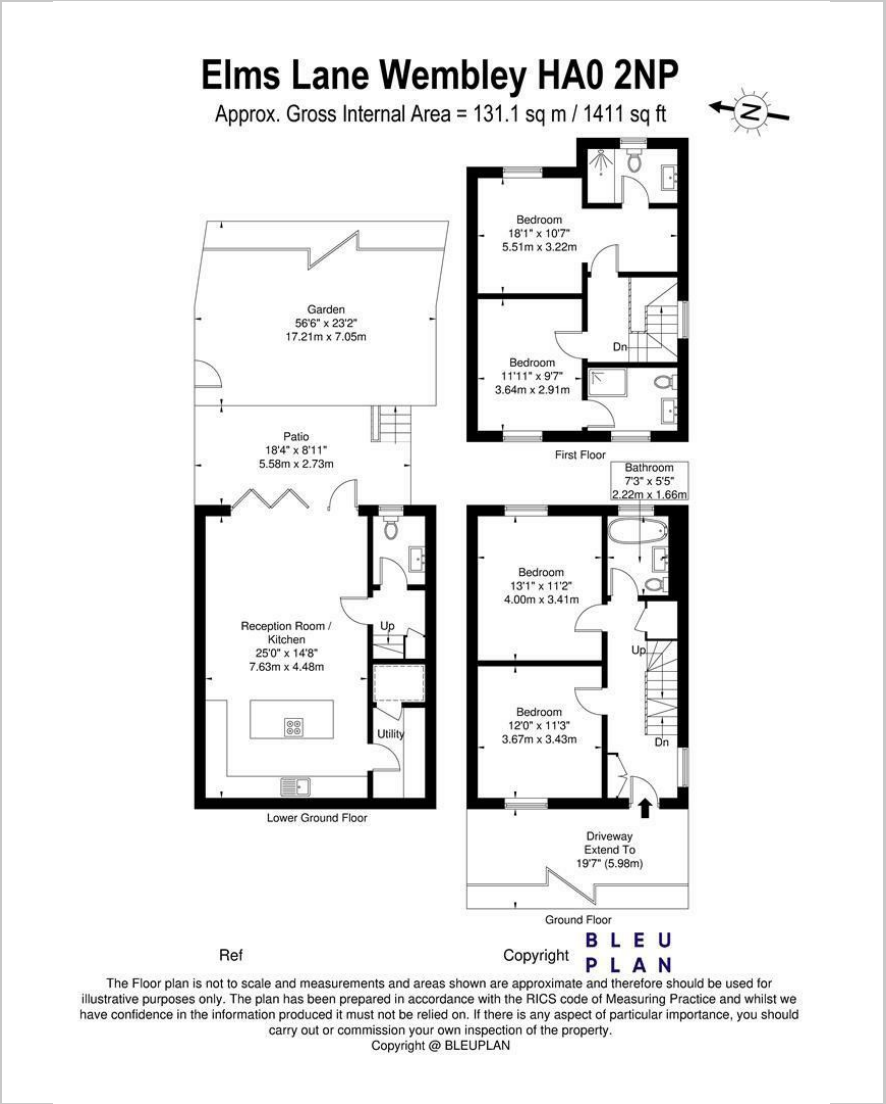 Elms Lane Wembley HA0 2NP
Approx. Gross Internal Area = 131.1 sq m / 1411 sq ft
N
Bedroom
18'1" x 10'7"
5.51m x 3.22m
Dn
Bedroom
11'11" x 9'7"
3.64m x 2.91m
First Floor
Garden
56'6" x 23'2"
17.21m x 7.05m
Patio
18'4" x 8'11"
5.58m x 2.73m
Reception Room /
Kitchen
25'0" x 14'8"
7.63m x 4.48m
Up
Utility
Lower Ground Floor
Bathroom
7'3" x 5'5"
2.22m x 1.66m
Bedroom
13'1" x 11'2"
4.00m x 3.41m
Up
Bedroom
12'0" x 11'3"
3.67m x 3.43m
Dn
Driveway
Extend To
19'7" (5.98m)
Ground Floor
Ref
Copyright
BLEU
PLAN
The Floor plan is not to scale and measurements and areas shown are approximate and therefore should be used for
illustrative purposes only. The plan has been prepared in accordance with the RICS code of Measuring Practice and whilst we
have confidence in the information produced it must not be relied on. If there is any aspect of particular importance, you should
carry out or commission your own inspection of the property.
Copyright @ BLEUPLAN